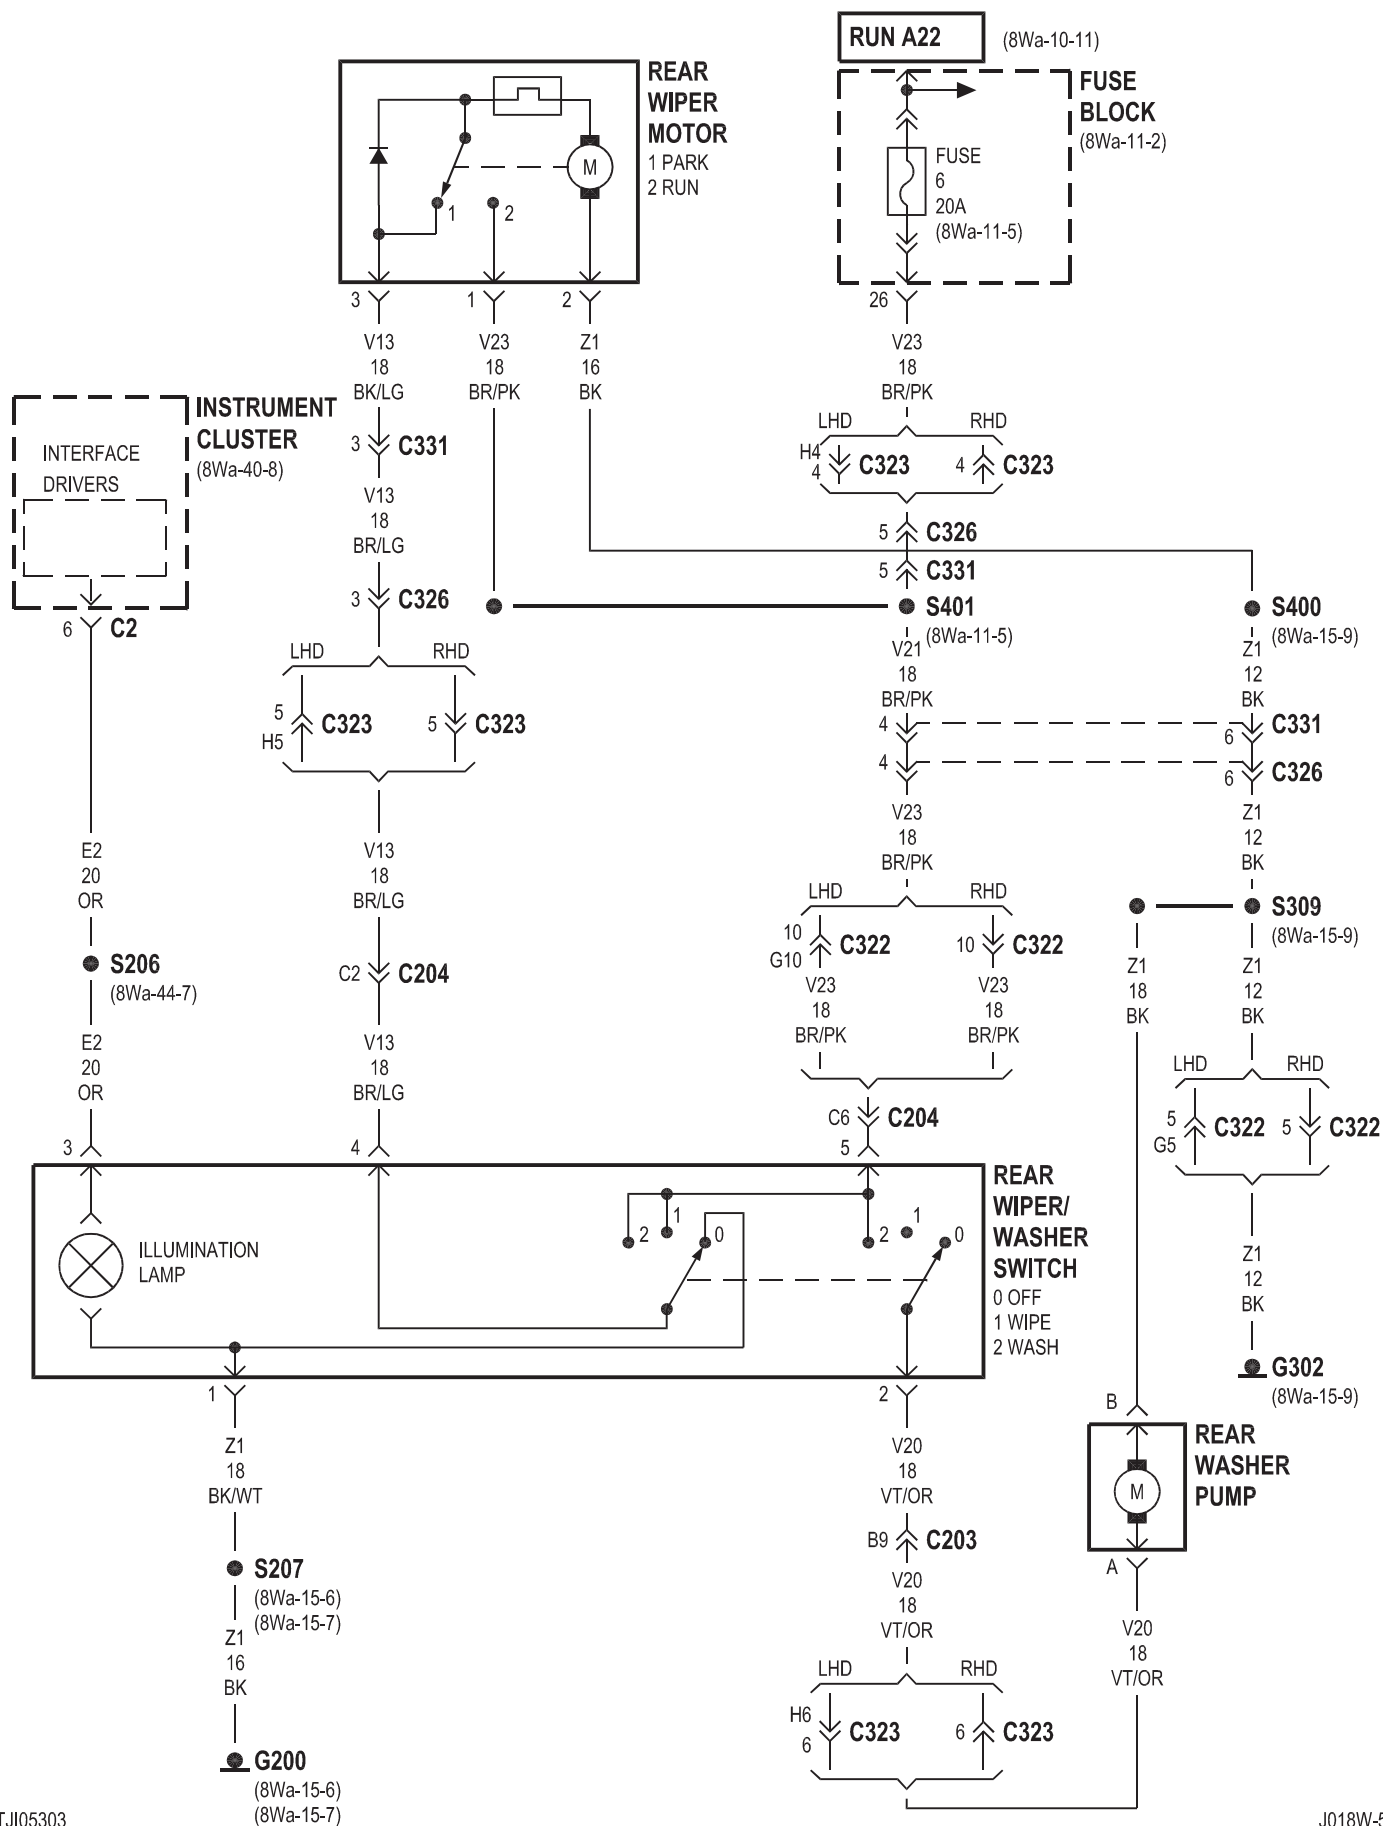 RUN A22
(8Wa-10-11)
REAR
WIPER
MOTOR
1 PARK
2 RUN
M
1
2
FUSE
BLOCK
(8Wa-11-2)
FUSE
6
20A
(8Wa-11-5)
3
1
2
26
V13
18
BK/LG
V23
18
BR/PK
Z1
16
BK
V23
18
BR/PK
INSTRUMENT
CLUSTER
(8Wa-40-8)
INTERFACE
DRIVERS
6 C2
3 C331
V13
18
BR/LG
3 C326
LHD RHD
5
H5
C323
5 C323
LHD RHD
H4
4
C323
4 C323
5 C326
5 C331
S401
(8Wa-11-5)
S400
(8Wa-15-9)
V21
18
BR/PK
Z1
12
BK
4
6 C331
4
6 C326
V23
18
BR/PK
Z1
12
BK
E2
20
OR
V13
18
BR/LG
S206
(8Wa-44-7)
C2 C204
E2
20
OR
V13
18
BR/LG
LHD RHD
10
G10
C322
10 C322
V23
18
BR/PK
V23
18
BR/PK
C6 C204
S309
(8Wa-15-9)
Z1
18
BK
Z1
12
BK
LHD RHD
5
G5
C322
5 C322
Z1
12
BK
G302
(8Wa-15-9)
3
4
5
REAR
WIPER/
WASHER
SWITCH
0 OFF
1 WIPE
2 WASH
ILLUMINATION
LAMP
2
1
0
2
1
0
1
2
B
REAR
WASHER
PUMP
M
A
Z1
18
BK/WT
S207
(8Wa-15-6)
(8Wa-15-7)
Z1
16
BK
G200
(8Wa-15-6)
(8Wa-15-7)
V20
18
VT/OR
B9 C203
V20
18
VT/OR
LHD RHD
H6
6
C323
6 C323
V20
18
VT/OR
TJI05303
J018W-5